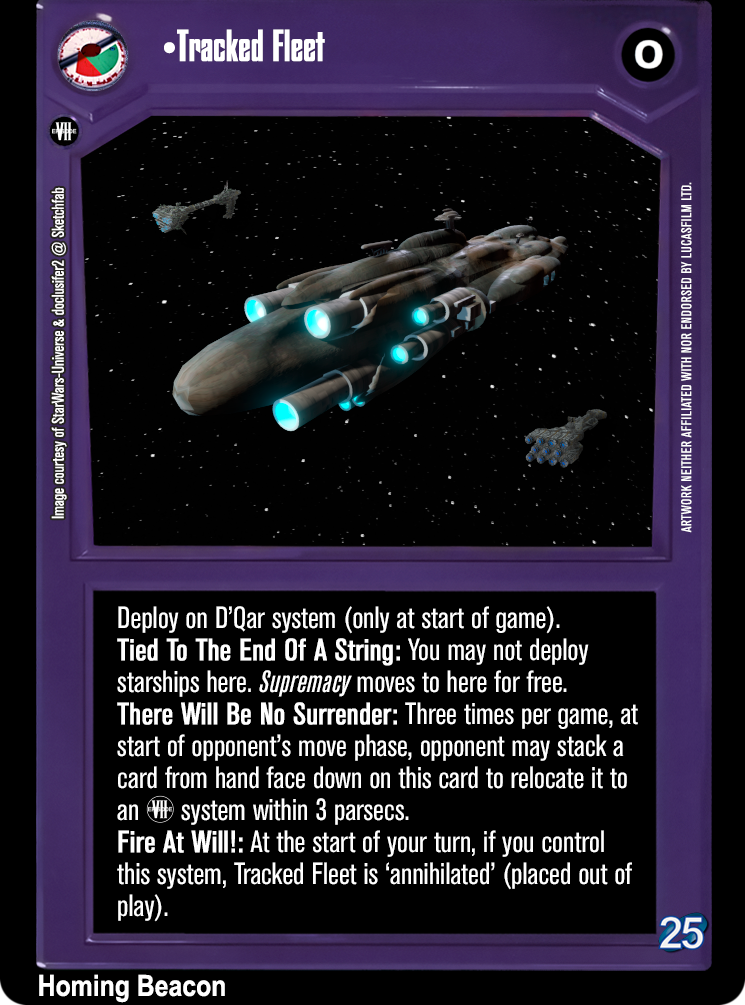 •Tracked Fleet
0
EPISODE
VII
Image courtesy of StarWars-Universe & doclusifer2 @ Sketchfab
ARTWORK NEITHER AFFILIATED WITH NOR ENDORSED BY LUCASFILM LTD.
Deploy on D'Qar system (only at start of game).
Tied To The End Of A String: You may not deploy
starships here. Supremacy moves to here for free.
There Will Be No Surrender: Three times per game, at
start of opponent's move phase, opponent may stack a
card from hand face down on this card to relocate it to
an EPISODE VII system within 3 parsecs.
Fire At Will!: At the start of your turn, if you control
this system, Tracked Fleet is ‘annihilated’ (placed out of
play).
25
Homing Beacon